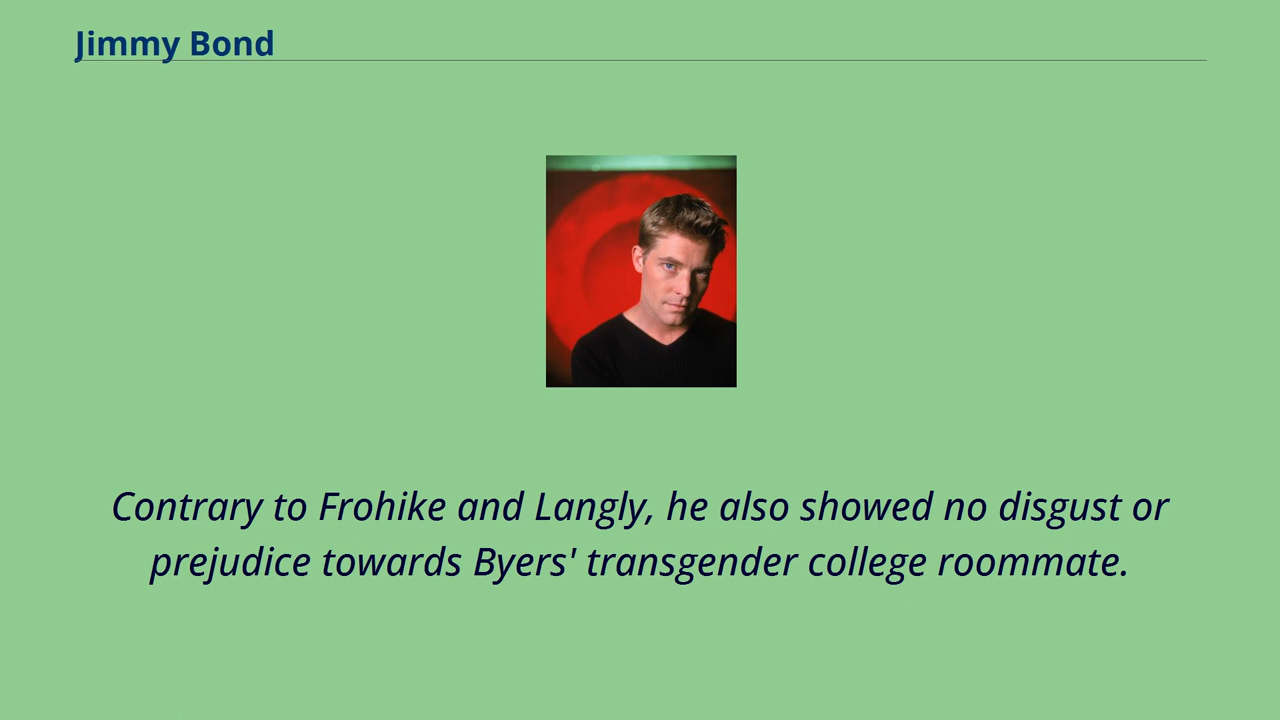 Jimmy Bond
Contrary to Frohike and Langly, he also showed no disgust or
prejudice towards Byers' transgender college roommate.